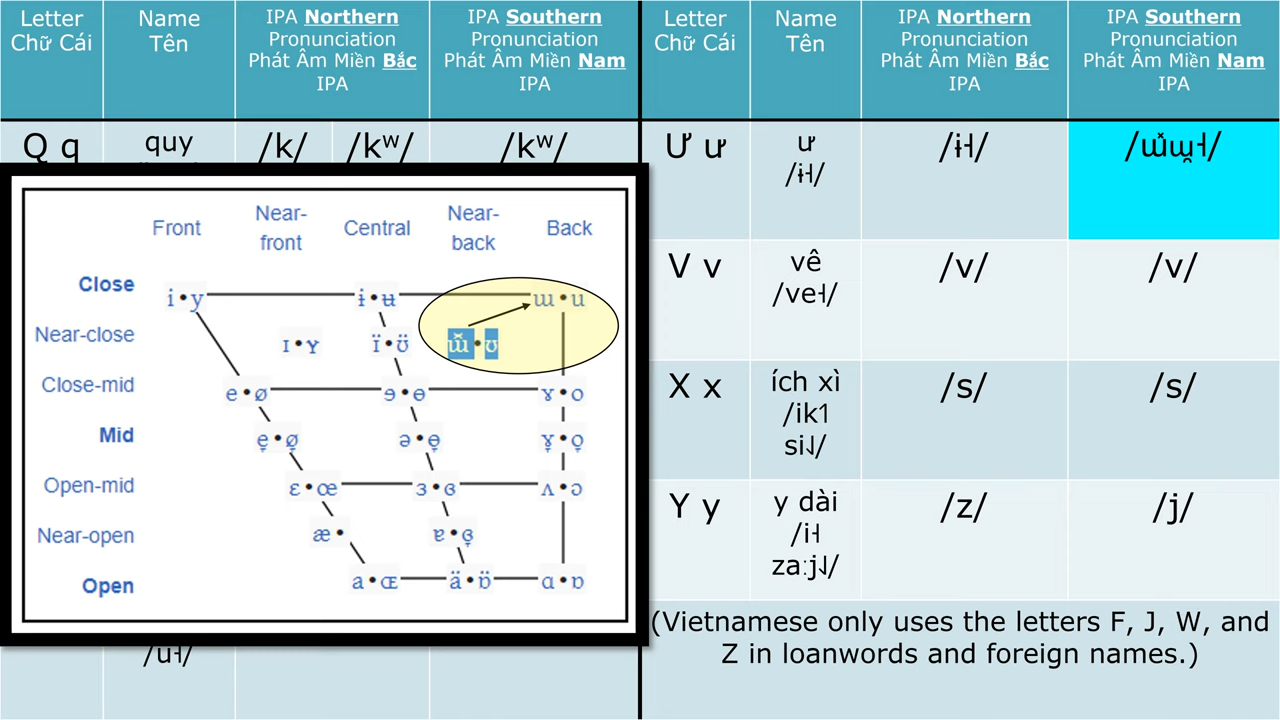 Letter
Chữ Cái
Name
Tên
IPA Northern
Pronunciation
Phát Âm Miền Bắc
IPA
IPA Southern
Pronunciation
Phát Âm Miền Nam
IPA
Letter
Chữ Cái
Name
Tên
IPA Northern
Pronunciation
Phát Âm Miền Bắc
IPA
IPA Southern
Pronunciation
Phát Âm Miền Nam
IPA
Q q
quy
/k/
/kʷ/
/kʷ/
/u˧/
Front
Near-
front
Central
Near-
back
Back
Close
i • y
ɨ • ʉ
ɯ • u
Near-close
ɪ • ʏ
ï • ʊ̈
ɯ̽ • ʊ
Close-mid
e • ø
ɘ • ɵ
ɤ • o
Mid
e̞ • ø̞
ə • ɵ̞
ɤ̞ • o̞
Open-mid
ɛ • œ
ɜ • ɞ
ʌ • ɔ
Near-open
æ •
ɐ • ɞ̞
Open
a • ɶ
ä • ɒ̈
ɑ • ɒ
Ư ư
ư
/ɨ˧/
/ɨ˧/
/ɯ̽ɯ̯˧/
V v
vê
/ve˧/
/v/
/v/
X x
ích xì
/ik˦˥
si˨˩/
/s/
/s/
Y y
y dài
/i˧
zaːj˨˩/
/z/
/j/
(Vietnamese only uses the letters F, J, W, and
Z in loanwords and foreign names.)